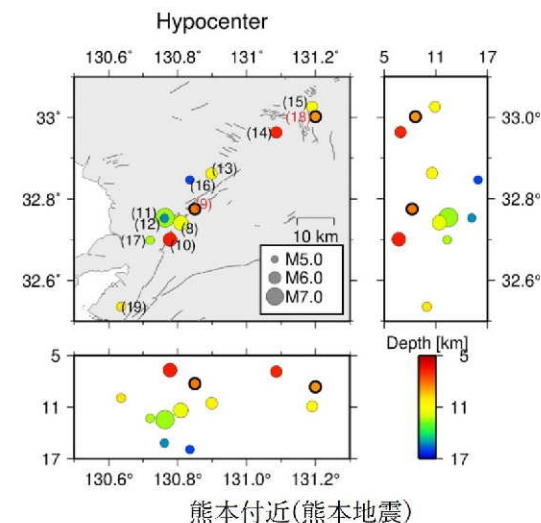 Hypocenter
130.6° 130.8° 131.0° 131.2° 5 11 17
33° (15) 33.0°
(18)
(14)
(13)
32.8° (16) 32.8°
(9)
(11)
(12) (8)
(17) (10) 10 km
M5.0
32.6° M6.0 32.6°
M7.0
(19)
Depth [km]
5 5
11 11
17 17
130.6° 130.8° 131.0° 131.2°
熊本付近(熊本地震)